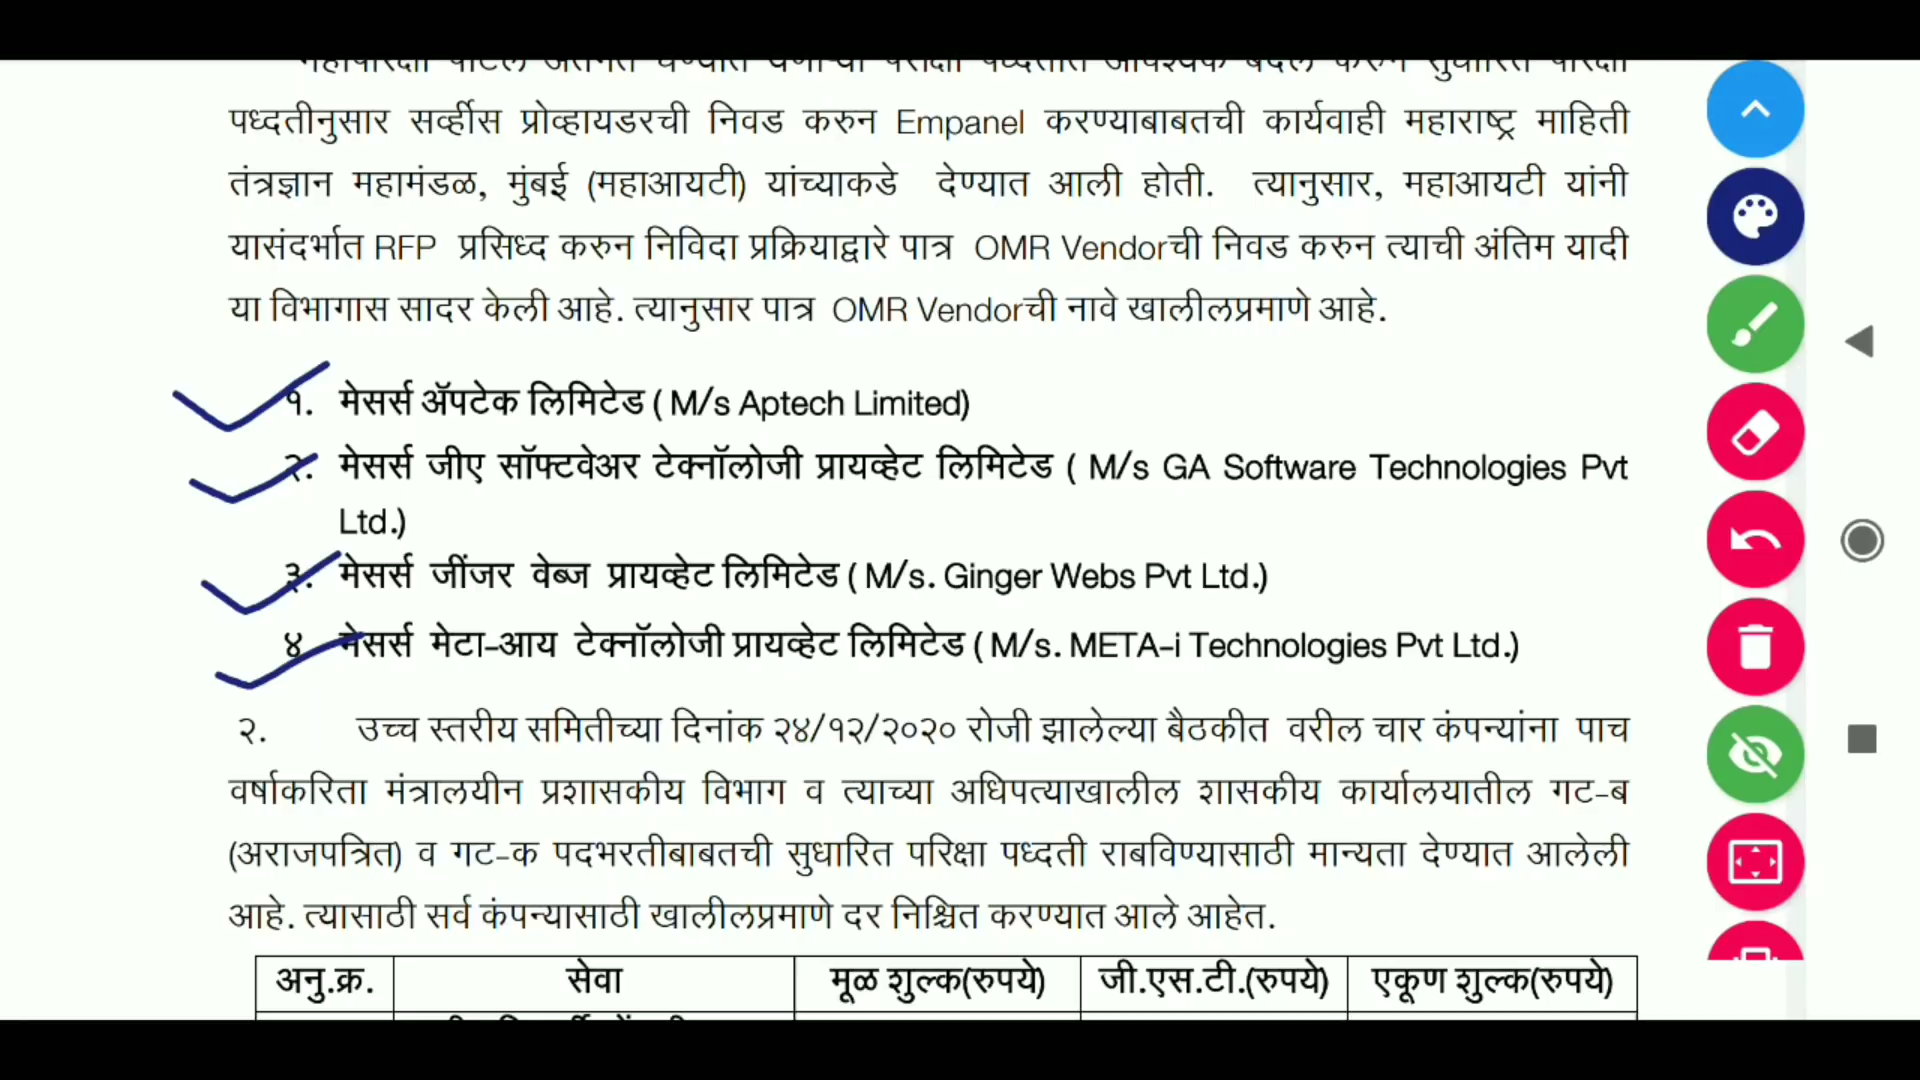 पध्दतीनुसार सर्व्हीस प्रोव्हायडरची निवड करुन Empanel करण्याबाबतची कार्यवाही महाराष्ट्र माहिती
तंत्रज्ञान महामंडळ, मुंबई (महाआयटी) यांच्याकडे देण्यात आली होती. त्यानुसार, महाआयटी यांनी
यासंदर्भात RFP प्रसिध्द करुन निविदा प्रक्रियाद्वारे पात्र OMR Vendorची निवड करुन त्याची अंतिम यादी
या विभागास सादर केली आहे. त्यानुसार पात्र OMR Vendorची नावे खालीलप्रमाणे आहे.
१. मेसर्स ॲपटेक लिमिटेड ( M/s Aptech Limited)
२. मेसर्स जीए सॉफ्टवेअर टेक्नॉलोजी प्रायव्हेट लिमिटेड ( M/s GA Software Technologies Pvt
Ltd.)
३. मेसर्स जींजर वेब्ज प्रायव्हेट लिमिटेड ( M/s. Ginger Webs Pvt Ltd.)
४ मेसर्स मेटा-आय टेक्नॉलोजी प्रायव्हेट लिमिटेड ( M/s. META-i Technologies Pvt Ltd.)
२. उच्च स्तरीय समितीच्या दिनांक २४/१२/२०२० रोजी झालेल्या बैठकीत वरील चार कंपन्यांना पाच
वर्षाकरिता मंत्रालयीन प्रशासकीय विभाग व त्याच्या अधिपत्याखालील शासकीय कार्यालयातील गट-ब
(अराजपत्रित) व गट-क पदभरतीबाबतची सुधारित परिक्षा पध्दती राबविण्यासाठी मान्यता देण्यात आलेली
आहे. त्यासाठी सर्व कंपन्यासाठी खालीलप्रमाणे दर निश्चित करण्यात आले आहेत.
अनु.क्र. सेवा मूळ शुल्क(रुपये) जी.एस.टी.(रुपये) एकूण शुल्क(रुपये)